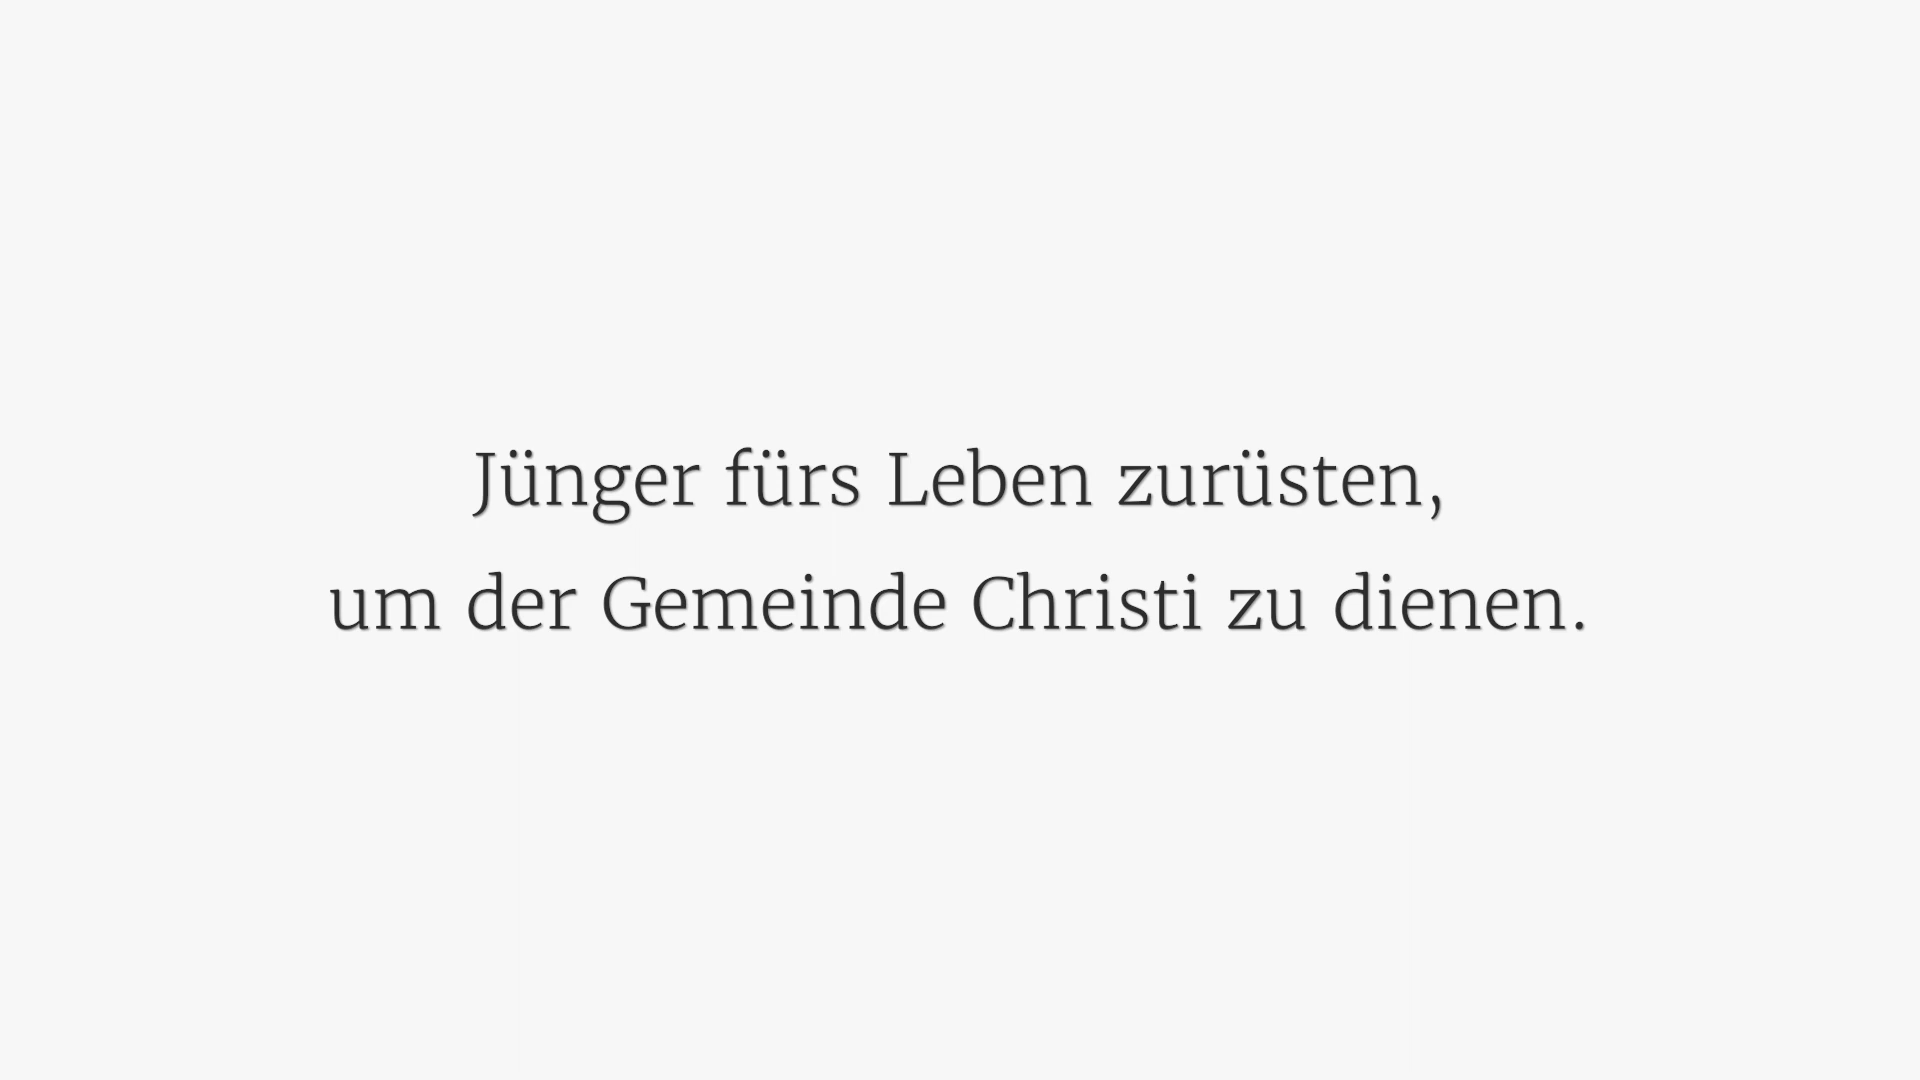 Jünger fürs Leben zurüsten,
um der Gemeinde Christi zu dienen.